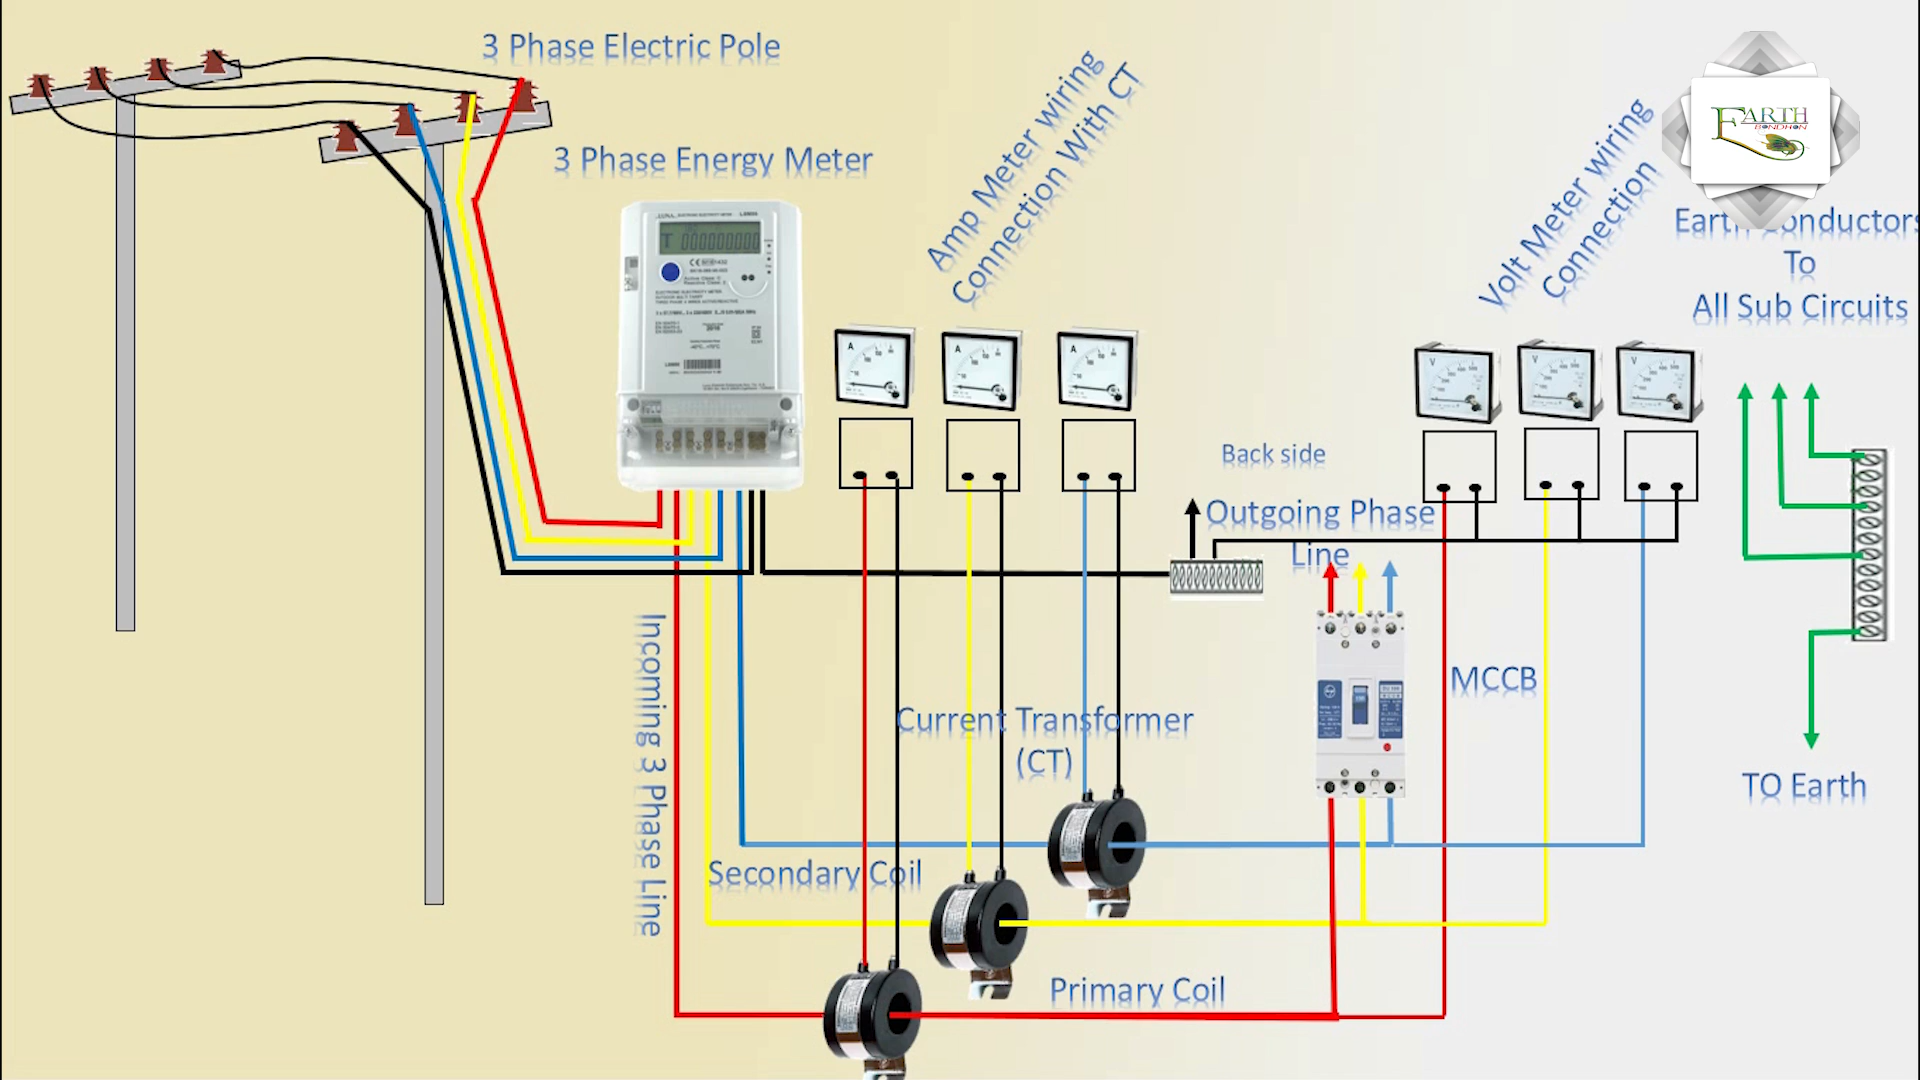 3 Phase Electric Pole
3 Phase Energy Meter
Amp Meter wiring
Connection With CT
Volt Meter wiring
Connection
EARTH
BONDHON
Earth Conductors
To
All Sub Circuits
A
A
A
V
V
V
Back side
Outgoing Phase
Line
Incoming 3 Phase Line
MCCB
Current Transformer
(CT)
TO Earth
Secondary Coil
Primary Coil